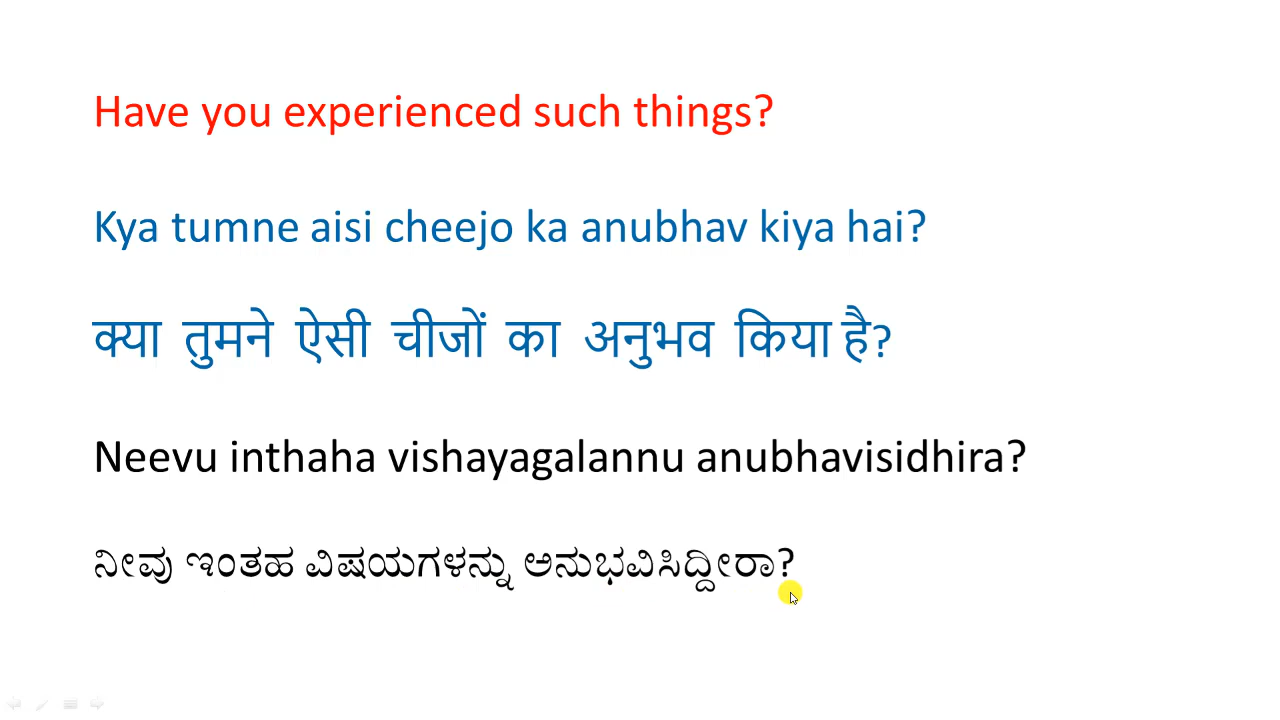 Have you experienced such things?
Kya tumne aisi cheejo ka anubhav kiya hai?
क्या तुमने ऐसी चीजों का अनुभव किया है?
Neevu inthaha vishayagalannu anubhavisidhira?
ನೀವು ಇಂತಹ ವಿಷಯಗಳನ್ನು ಅನುಭವಿಸಿದ್ದೀರಾ?